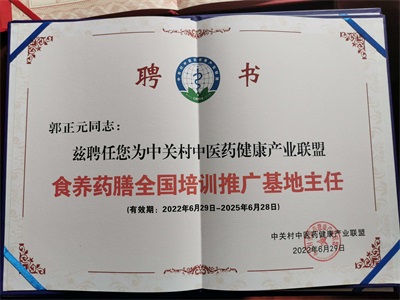 聘书
郭正元同志：
兹聘任您为中关村中医药健康产业联盟
食养药膳全国培训推广基地主任
(有效期：2022年6月29日-2025年6月28日)
中关村中医药健康产业联盟
2022年6月29日